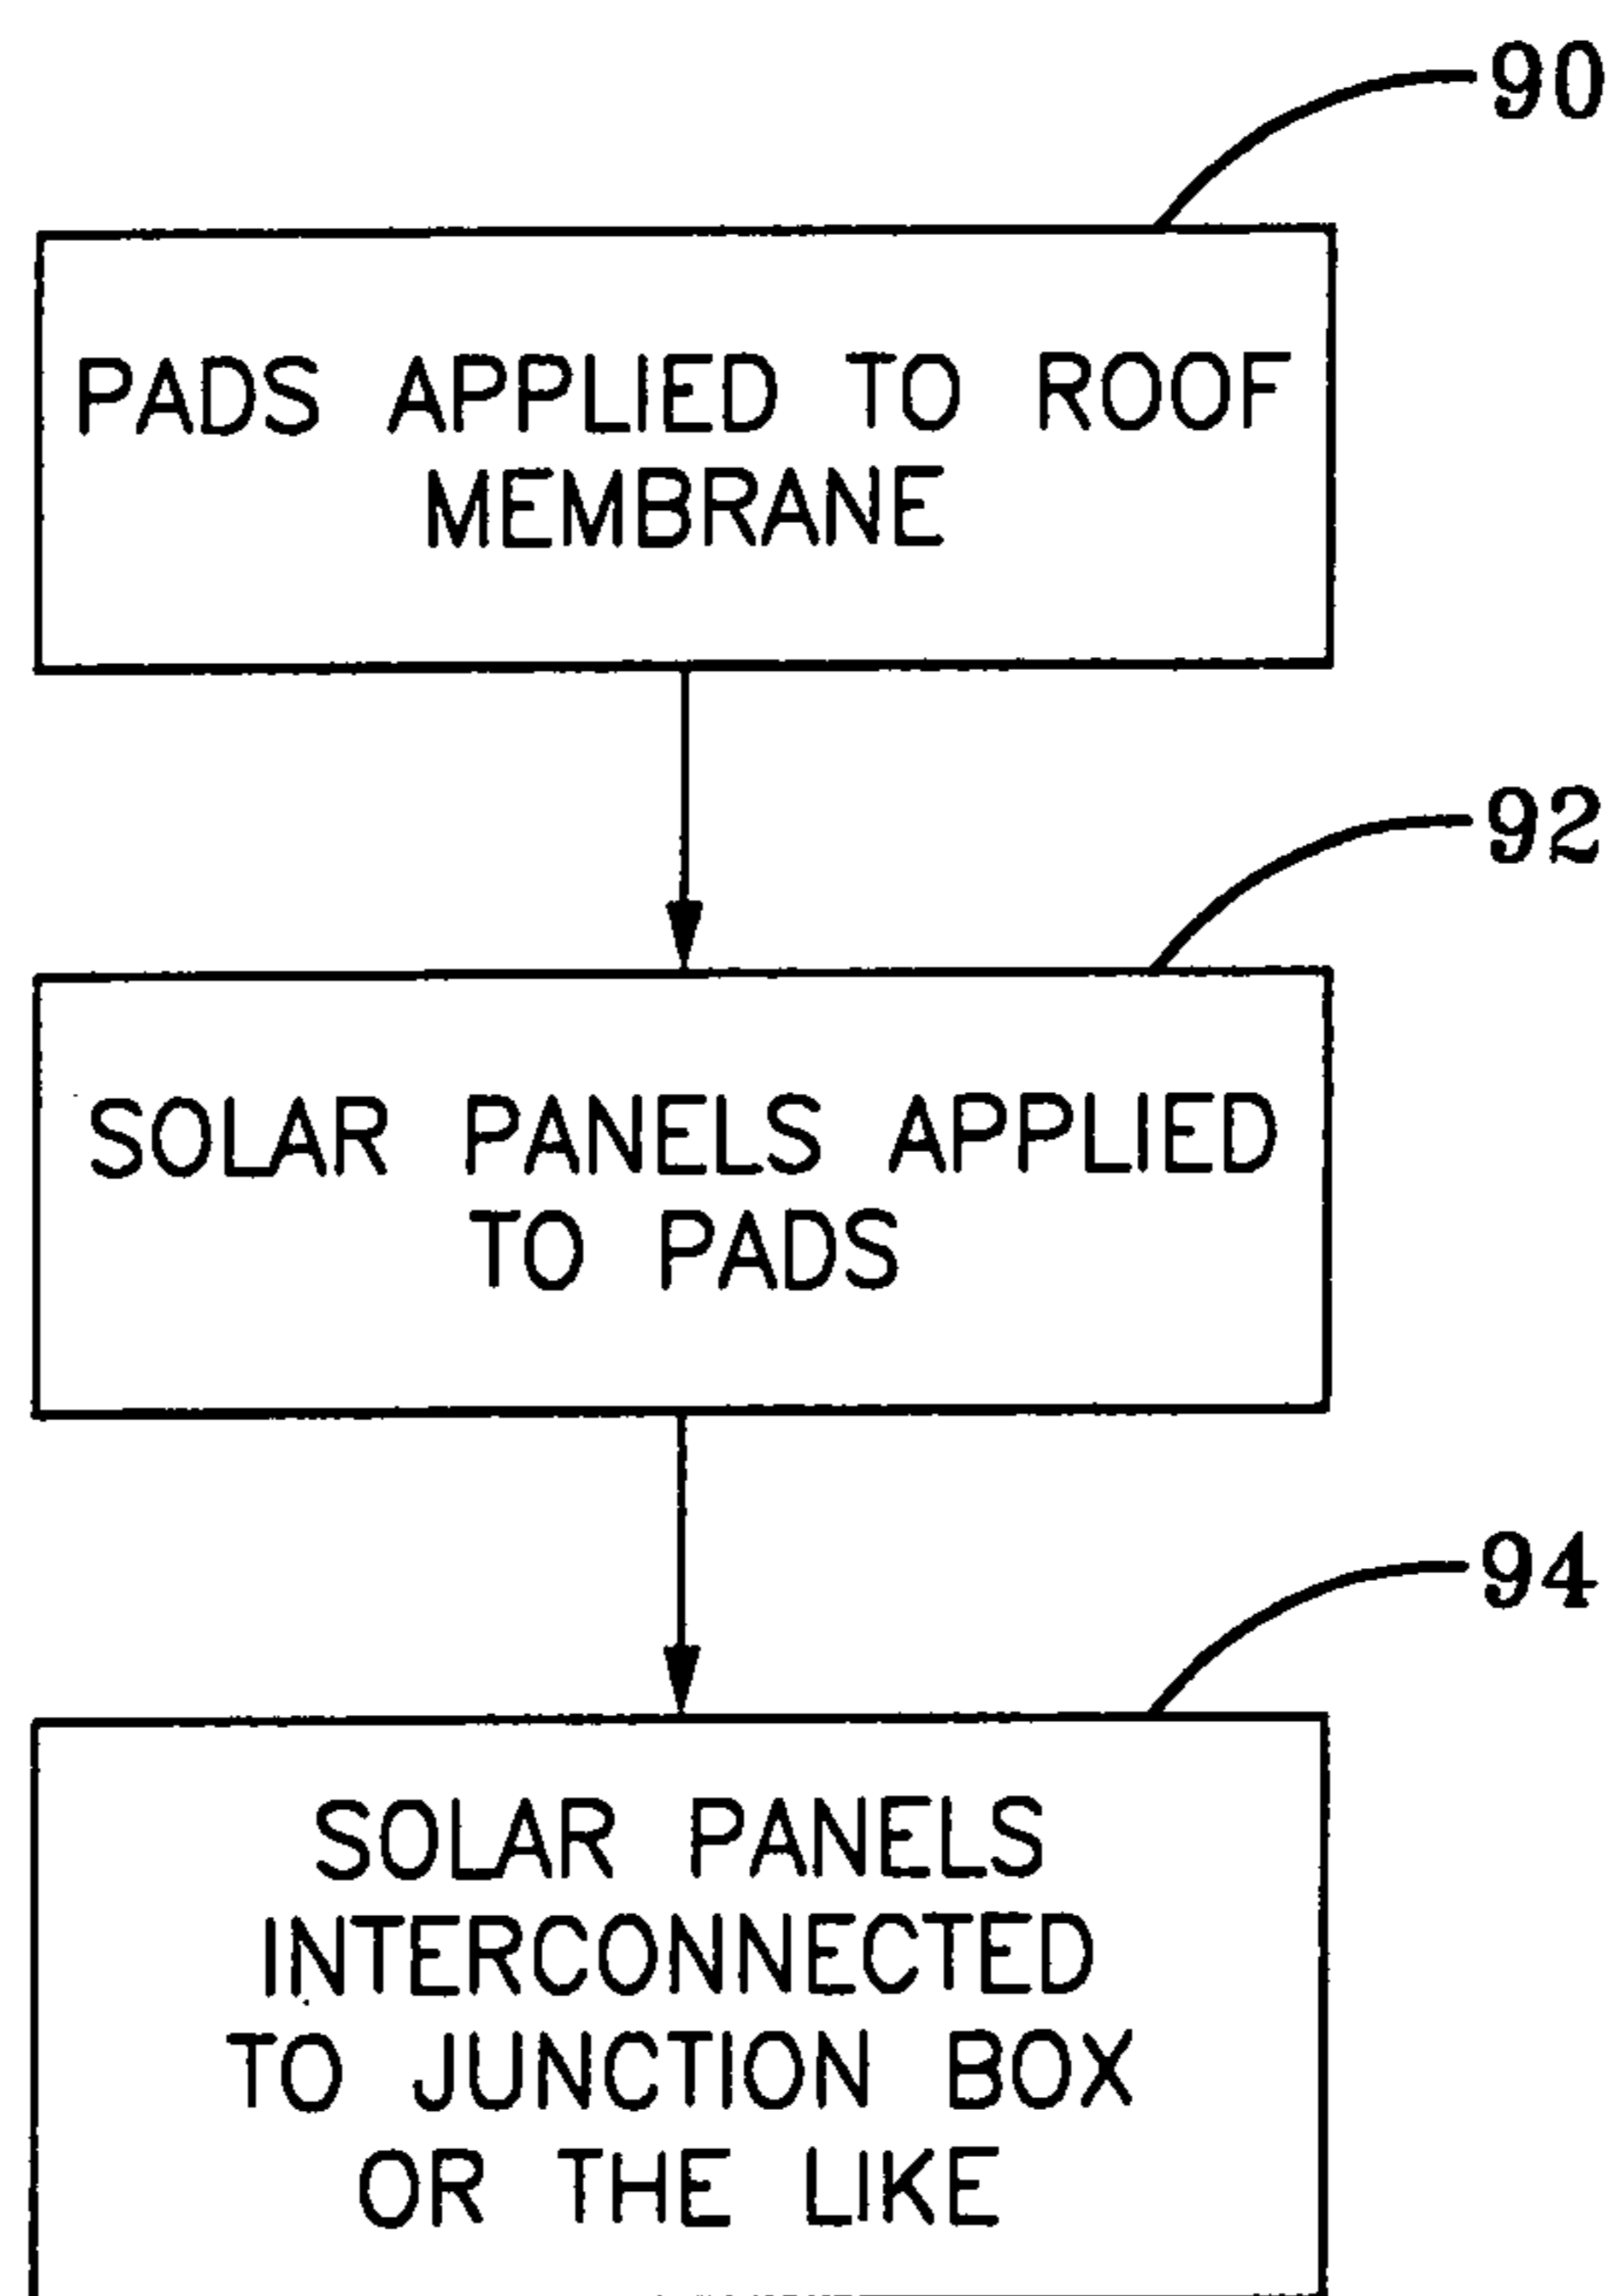 90
PADS APPLIED TO ROOF
MEMBRANE
92
SOLAR PANELS APPLIED
TO PADS
94
SOLAR PANELS
INTERCONNECTED
TO JUNCTION BOX
OR THE LIKE